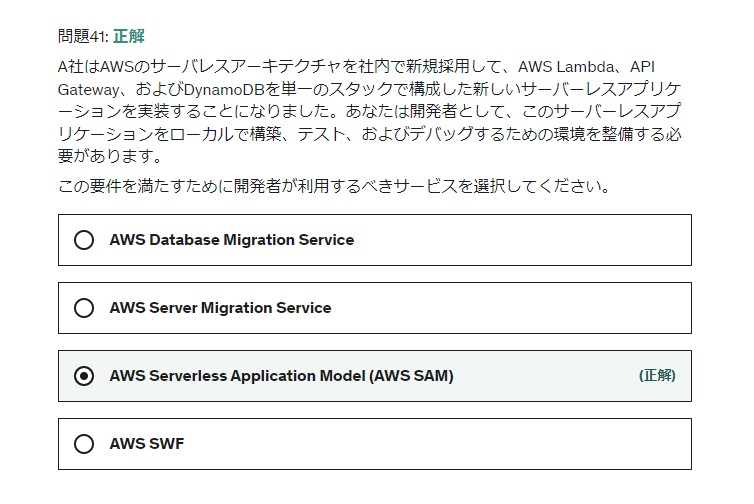 問題41: 正解
A社はAWSのサーバレスアーキテクチャを社内で新規採用して、AWS Lambda、API
Gateway、およびDynamoDBを単一のスタックで構成した新しいサーバーレスアプリケ
ーションを実装することになりました。あなたは開発者として、このサーバーレスアプ
リケーションをローカルで構築、テスト、およびデバッグするための環境を整備する必
要があります。
この要件を満たすために開発者が利用するべきサービスを選択してください。
AWS Database Migration Service
AWS Server Migration Service
AWS Serverless Application Model (AWS SAM) (正解)
AWS SWF